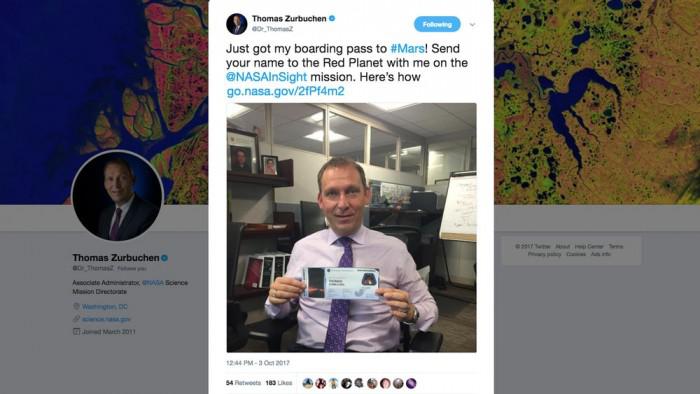 Thomas Zurbuchen
@Dr_ThomasZ
Following
Just got my boarding pass to #Mars! Send
your name to the Red Planet with me on the
@NASAInSight mission. Here's how
go.nasa.gov/2fPf4m2
12:44 PM - 3 Oct 2017
54 Retweets 183 Likes
Thomas Zurbuchen
@Dr_ThomasZ Follows you
Associate Administrator, @NASA Science
Mission Directorate
Washington, DC
science.nasa.gov
Joined March 2011
© 2017 Twitter About Help Center Terms
Privacy policy Cookies Ads info